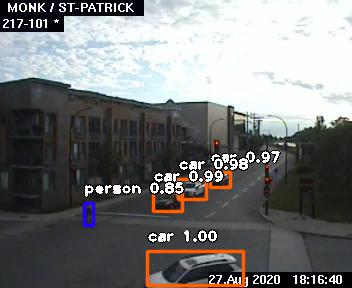 MONK / ST-PATRICK
217-101 *
car 0.97
car 0.98
car 0.99
person 0.85
car 1.00
27.Aug 2020 18:16:40